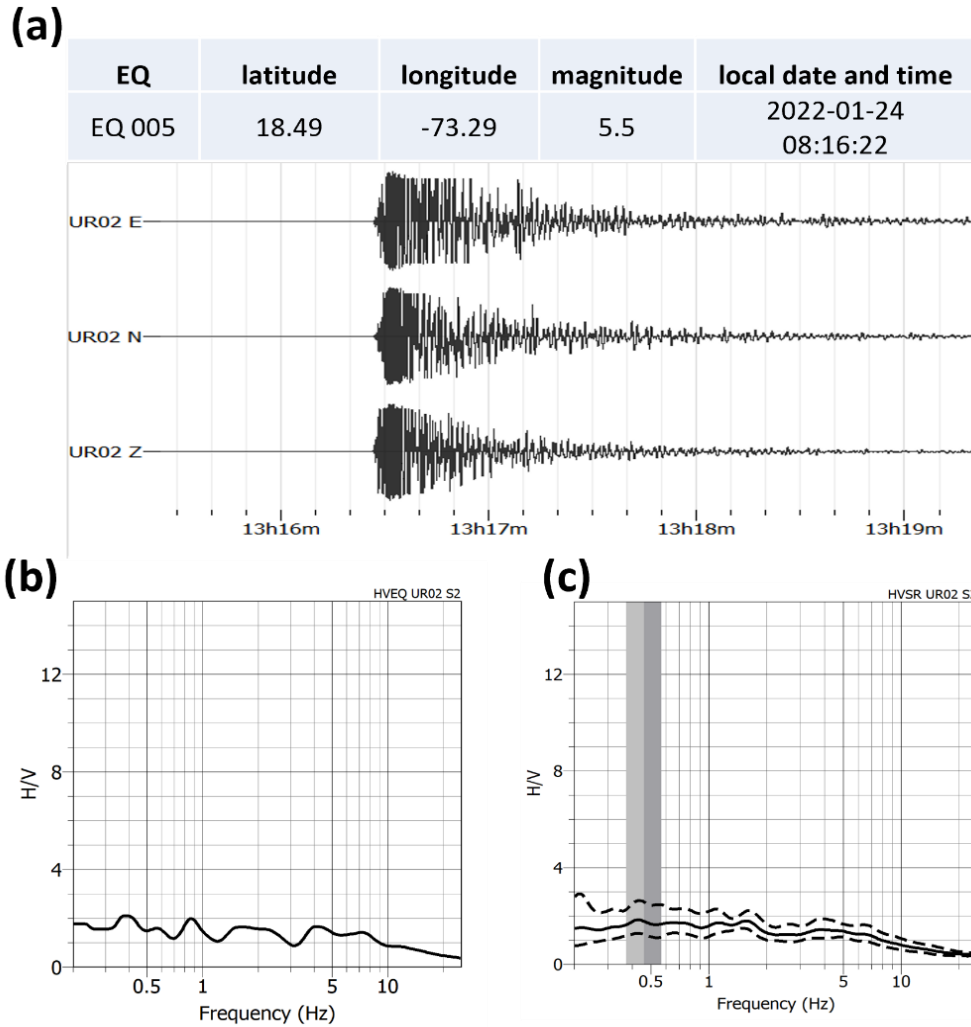 (a)
EQ latitude longitude magnitude local date and time
EQ 005 18.49 -73.29 5.5 2022-01-24
08:16:22
UR02 E
UR02 N
UR02 Z
13h16m 13h17m 13h18m 13h19m
(b)
HVEQ UR02 S2
H/V
12
8
4
0
0.5 1 5 10
Frequency (Hz)
(c)
HVSR UR02 S
H/V
12
8
4
0
0.5 1 5 10
Frequency (Hz)